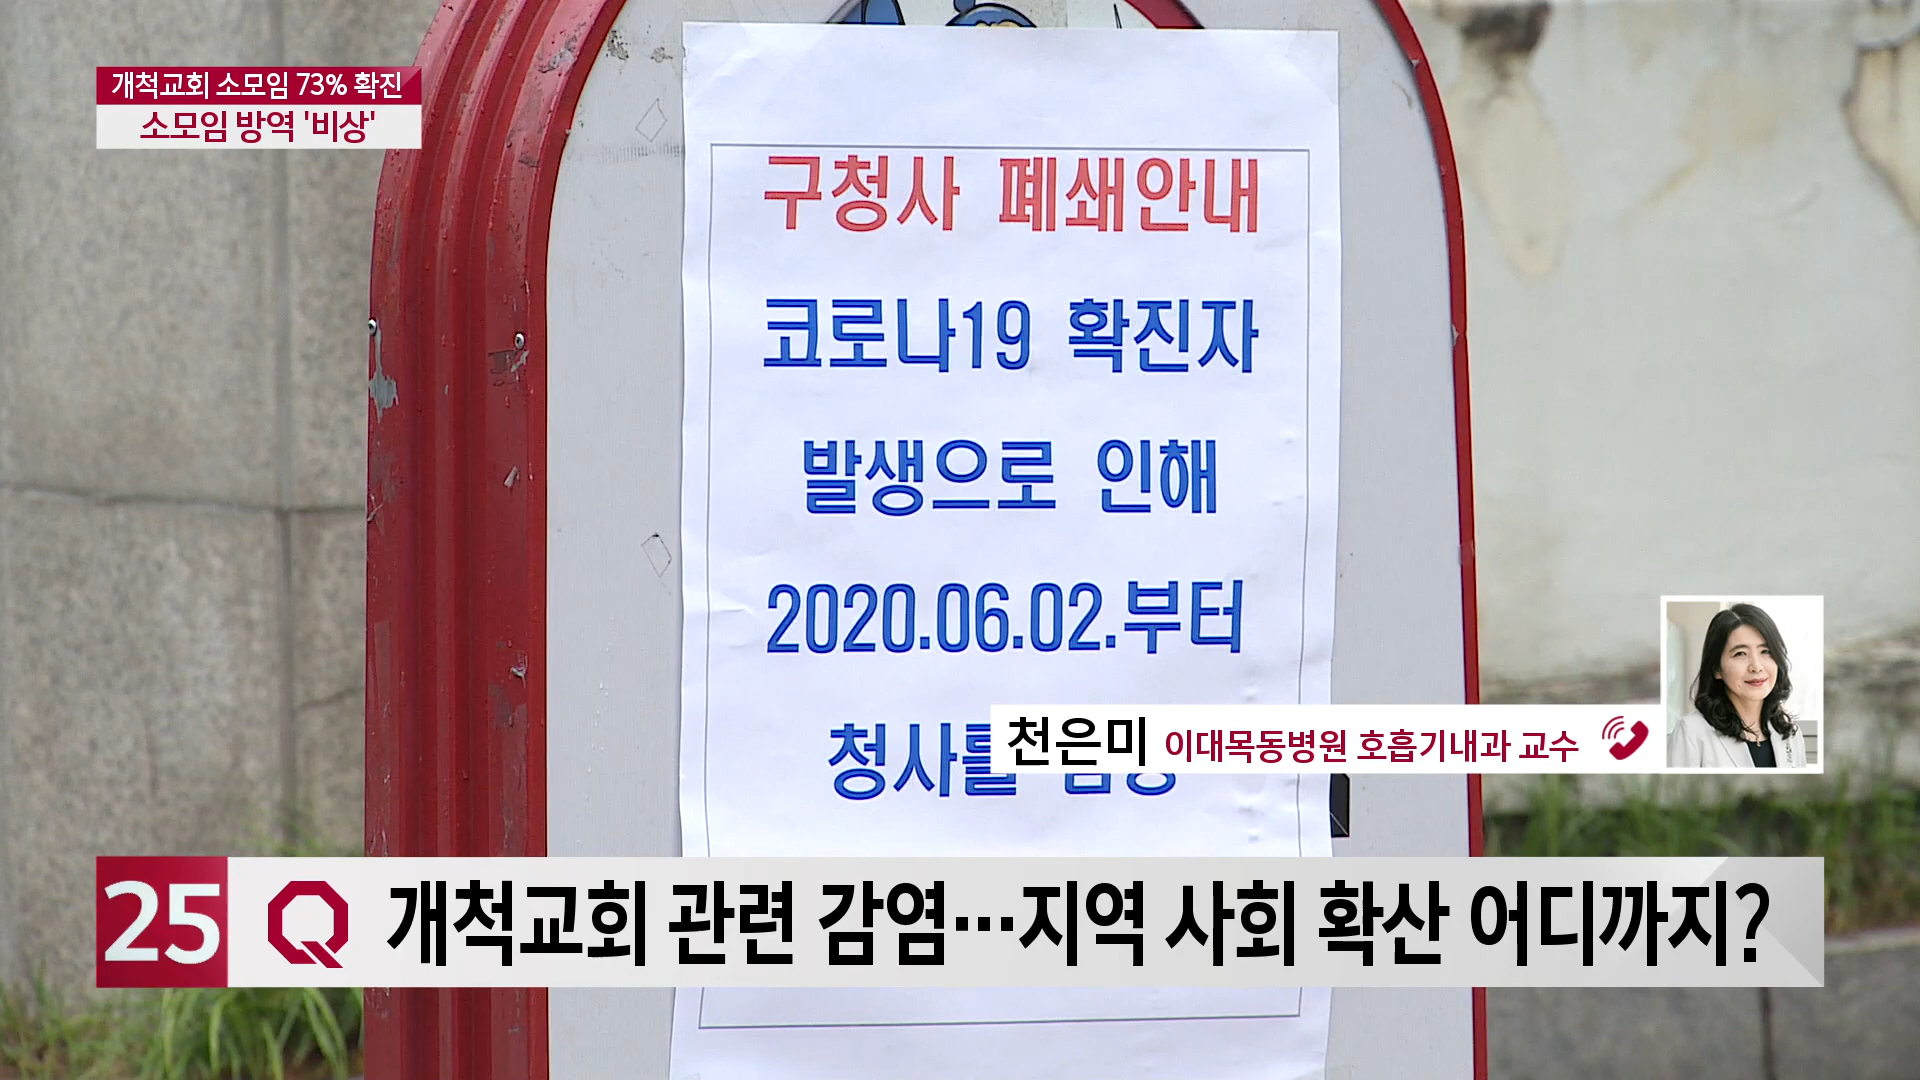 개척교회 소모임 73% 확진
소모임 방역 '비상'
구청사 폐쇄안내
코로나19 확진자
발생으로 인해
2020.06.02.부터
청사를
천은미 이대목동병원 호흡기내과 교수
25 Q 개척교회 관련 감염…지역 사회 확산 어디까지?